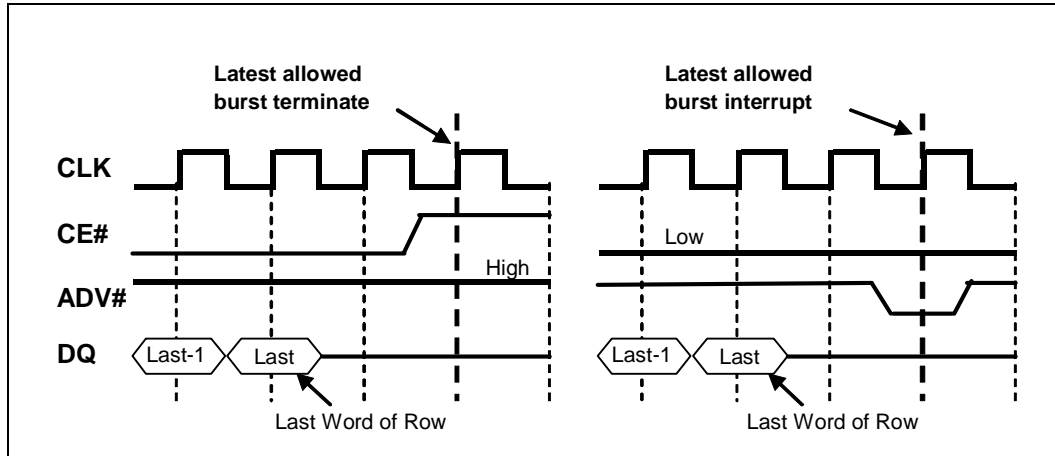 Latest allowed
burst terminate
Latest allowed
burst interrupt
CLK
CE#
Low
High
ADV#
DQ
Last-1
Last
Last-1
Last
Last Word of Row
Last Word of Row